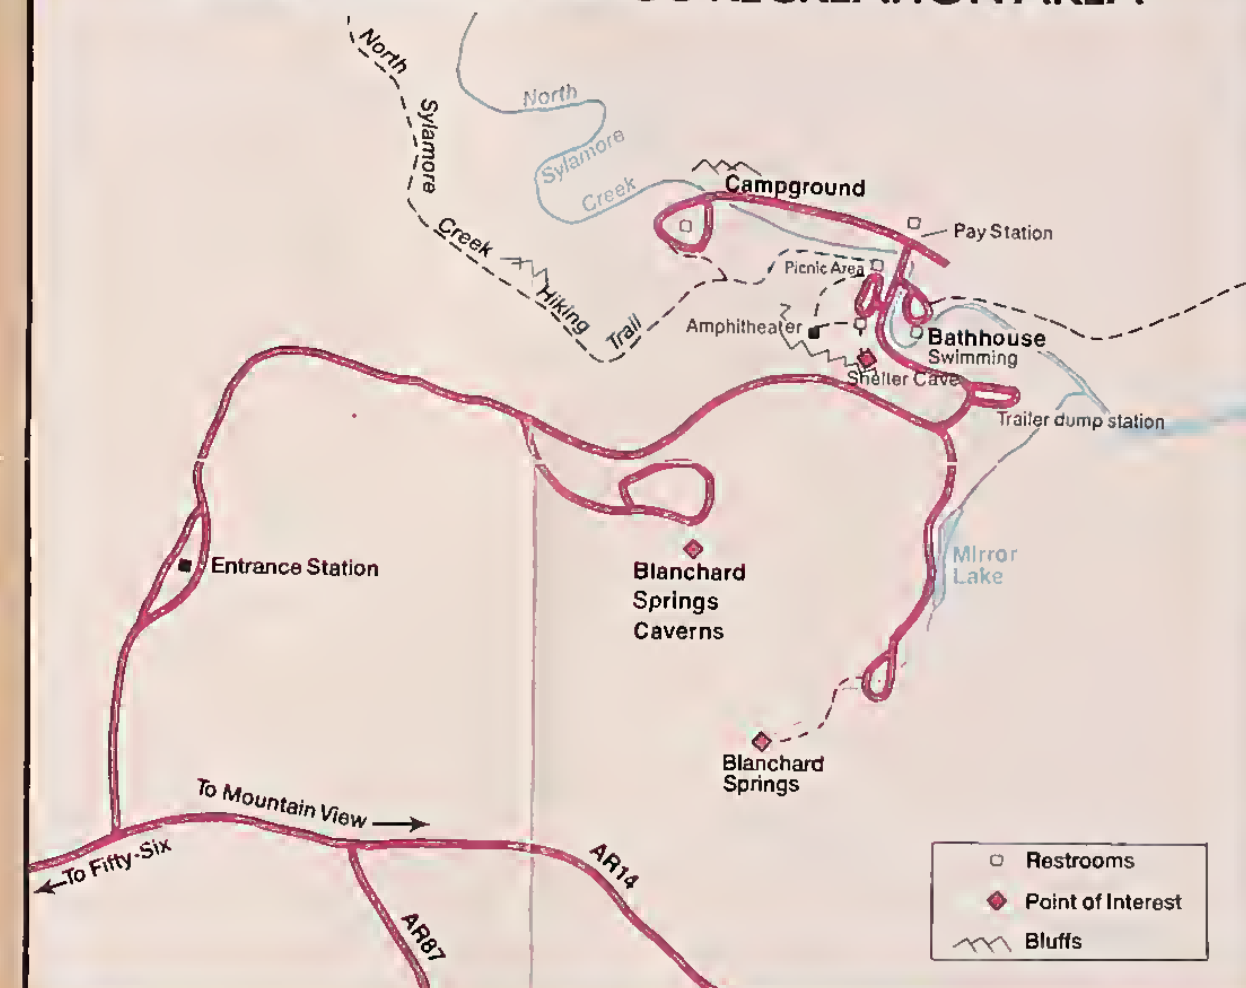 North
Sylamore
Creek
Hiking
Trail
North
Sylamore
Creek
Campground
Pay Station
Picnic Area
Amphitheater
Bathhouse
Swimming
Shelter Cave
Trailer dump station
Mirror
Lake
Entrance Station
Blanchard
Springs
Caverns
Blanchard
Springs
To Mountain View
To Fifty-Six
AR14
AR87
Restrooms
Point of Interest
Bluffs